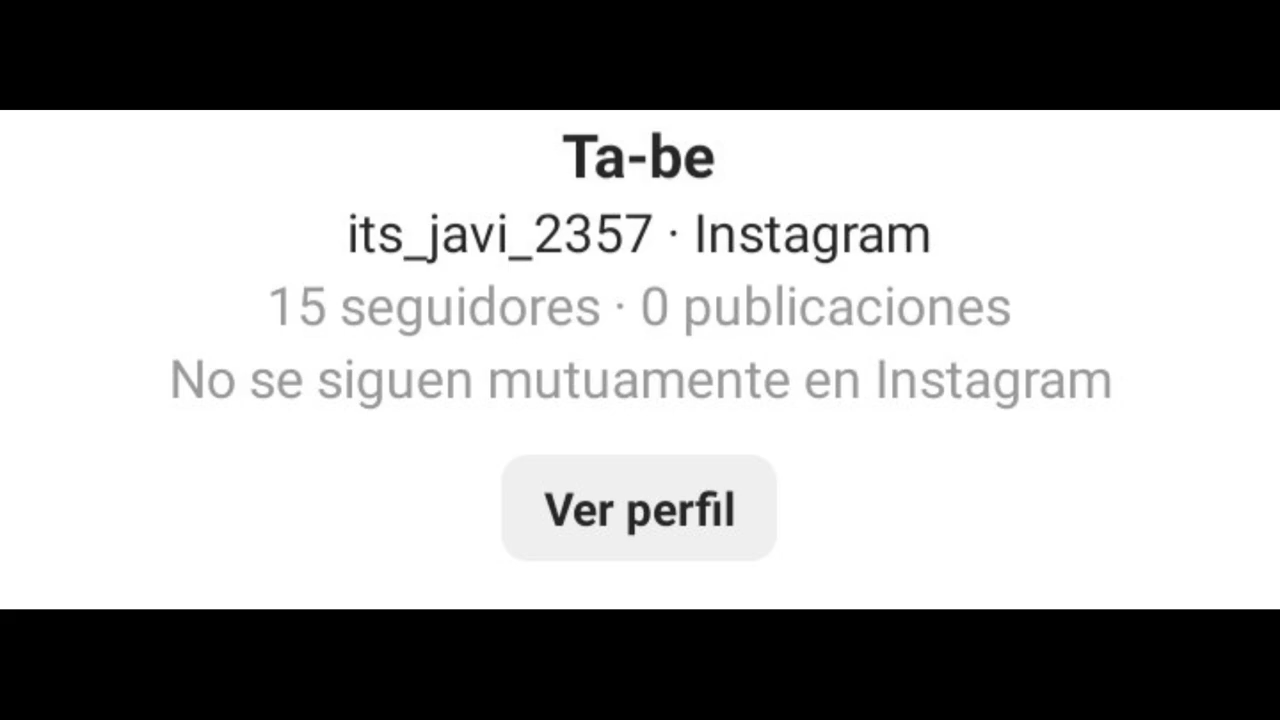 Ta-be
its_javi_2357 · Instagram
15 seguidores · 0 publicaciones
No se siguen mutuamente en Instagram
Ver perfil